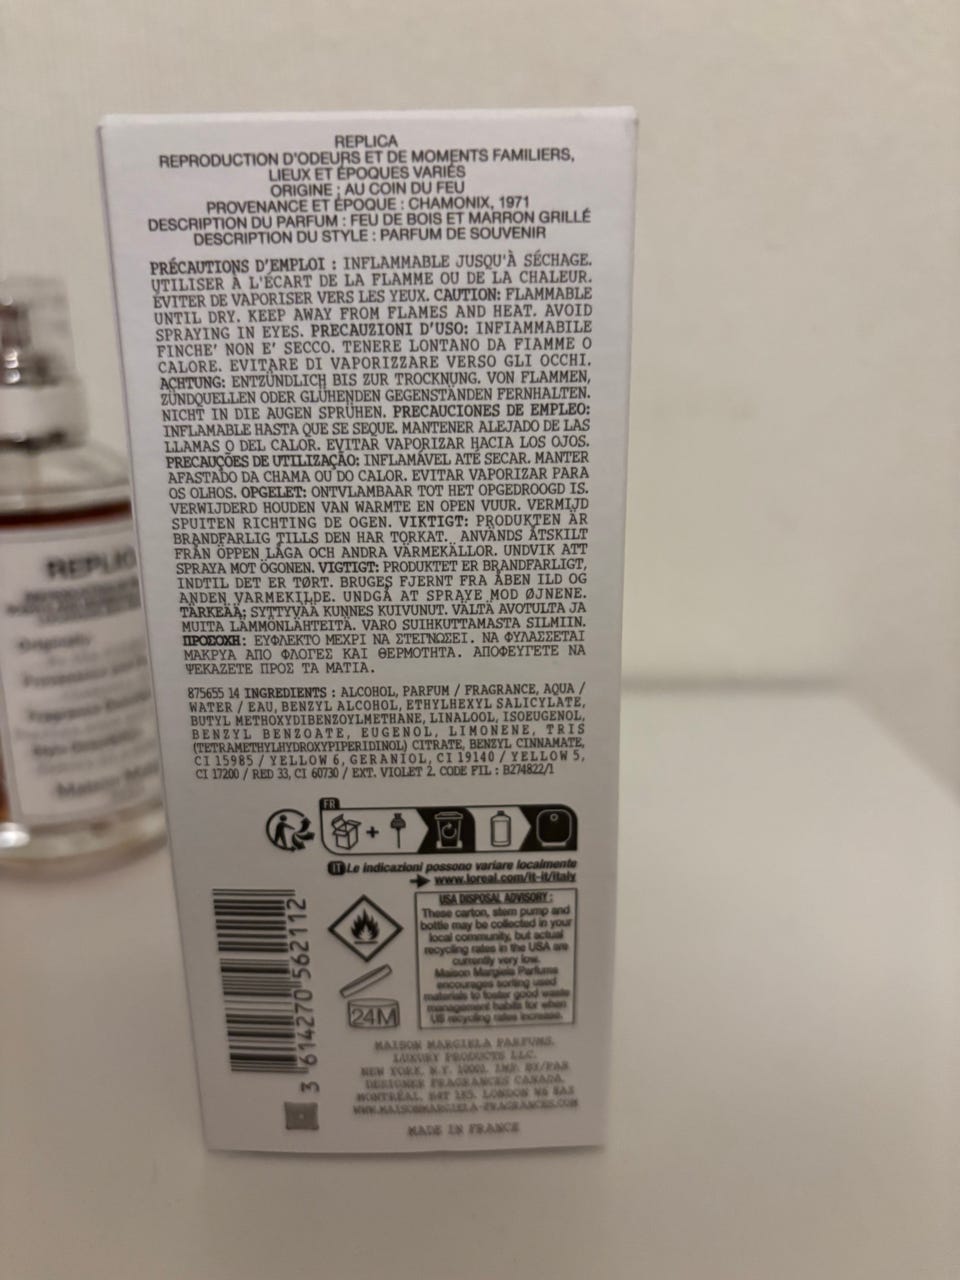 REPLICA
REPRODUCTION D'ODEURS ET DE MOMENTS FAMILIERS,
LIEUX ET ÉPOQUES VARIÉS
ORIGINE : AU COIN DU FEU
PROVENANCE ET ÉPOQUE : CHAMONIX, 1971
DESCRIPTION DU PARFUM : FEU DE BOIS ET MARRON GRILLÉ
DESCRIPTION DU STYLE : PARFUM DE SOUVENIR
PRÉCAUTIONS D'EMPLOI : INFLAMMABLE JUSQU'À SÉCHAGE.
UTILISER À L'ÉCART DE LA FLAMME OU DE LA CHALEUR.
ÉVITER DE VAPORISER VERS LES YEUX. CAUTION: FLAMMABLE
UNTIL DRY. KEEP AWAY FROM FLAMES AND HEAT. AVOID
SPRAYING IN EYES. PRECAUZIONI D'USO: INFIAMMABILE
FINCHE' NON E' SECCO. TENERE LONTANO DA FIAMME O
CALORE. EVITARE DI VAPORIZZARE VERSO GLI OCCHI.
ACHTUNG: ENTZÜNDLICH BIS ZUR TROCKNUNG. VON FLAMMEN,
ZÜNDQUELLEN ODER GLÜHENDEN GEGENSTÄNDEN FERNHALTEN.
NICHT IN DIE AUGEN SPRÜHEN. PRECAUCIONES DE EMPLEO:
INFLAMABLE HASTA QUE SE SEQUE. MANTENER ALEJADO DE LAS
LLAMAS O DEL CALOR. EVITAR VAPORIZAR HACIA LOS OJOS.
PRECAUÇÕES DE UTILIZAÇÃO: INFLAMÁVEL ATÉ SECAR. MANTER
AFASTADO DA CHAMA OU DO CALOR. EVITAR VAPORIZAR PARA
OS OLHOS. OPGELET: ONTVLAMBAAR TOT HET OPGEDROOGD IS.
VERWIJDERD HOUDEN VAN WARMTE EN OPEN VUUR. VERMIJD
SPUITEN RICHTING DE OGEN. VIKTIGT: PRODUKTEN ÄR
BRANDFARLIG TILLS DEN HAR TORKAT. ANVÄNDS ÅTSKILT
FRÅN ÖPPEN LÅGA OCH ANDRA VÄRMEKÄLLOR. UNDVIK ATT
SPRAYA MOT ÖGONEN. VIGTIGT: PRODUKTET ER BRANDFARLIGT,
INDTIL DET ER TØRT. BRUGES FJERNT FRA ÅBEN ILD OG
ANDEN VARMEKILDE. UNDGÅ AT SPRAYE MOD ØJNENE.
TÄRKEÄÄ: SYTTYVÄÄ KUNNES KUIVUNUT. VÄLTÄ AVOTULTA JA
MUITA LÄMMÖNLÄHTEITÄ. VARO SUIHKUTTAMASTA SILMIIN.
ΠΡΟΣΟΧΗ: ΕΥΦΛΕΚΤΟ ΜΕΧΡΙ ΝΑ ΣΤΕΓΝΩΣΕΙ. ΝΑ ΦΥΛΑΣΣΕΤΑΙ
ΜΑΚΡΥΑ ΑΠΟ ΦΛΟΓΕΣ ΚΑΙ ΘΕΡΜΟΤΗΤΑ. ΑΠΟΦΕΥΓΕΤΕ ΝΑ
ΨΕΚΑΖΕΤΕ ΠΡΟΣ ΤΑ ΜΑΤΙΑ.
875655 14 INGREDIENTS : ALCOHOL, PARFUM / FRAGRANCE, AQUA /
WATER / EAU, BENZYL ALCOHOL, ETHYLHEXYL SALICYLATE,
BUTYL METHOXYDIBENZOYLMETHANE, LINALOOL, ISOEUGENOL,
BENZYL BENZOATE, EUGENOL, LIMONENE, TRIS
(TETRAMETHYLHYDROXYPIPERIDINOL) CITRATE, BENZYL CINNAMATE,
CI 15985 / YELLOW 6, GERANIOL, CI 19140 / YELLOW 5,
CI 17200 / RED 33, CI 60730 / EXT. VIOLET 2. CODE FIL : B274822/1
FR
IT Le indicazioni possono variare localmente
www.loreal.com/it-it/italy
USA DISPOSAL ADVISORY :
These carton, stem pump and
bottle may be collected in your
local community, but actual
recycling rates in the USA are
currently very low.
Maison Margiela Parfums
encourages sorting used
materials to foster good waste
management habits for when
US recycling rates increase.
3 614270 562112
24M
MAISON MARGIELA PARFUMS.
LUXURY PRODUCTS LLC.
NEW YORK, N.Y. 10001. IMP. BY/PAR
DESIGNER FRAGRANCES CANADA,
MONTRÉAL, LONDON W6 8AZ
WWW.MAISONMARGIELA-FRAGRANCES.COM
MADE IN FRANCE
REPLIC
Originally
Maison